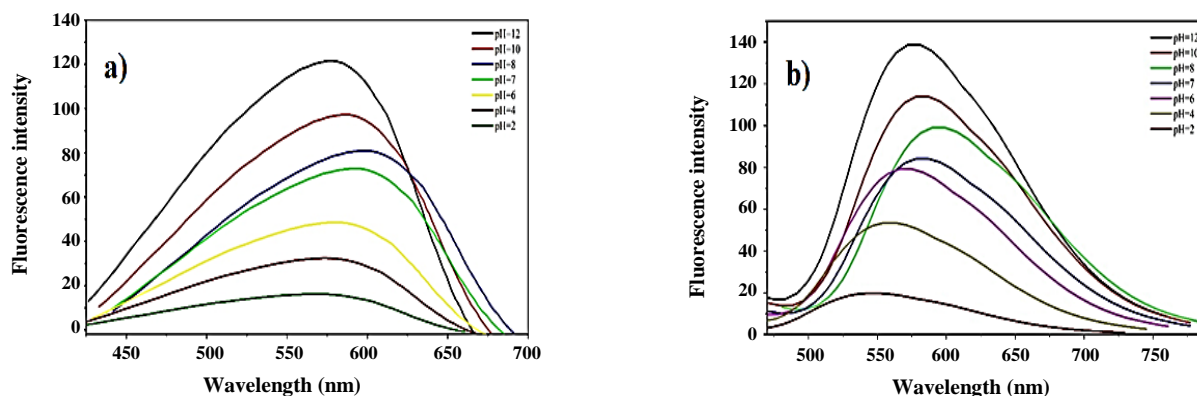 140
120
100
80
60
40
20
0
Fluorescence intensity
a)
pH=12
pH=10
pH=8
pH=7
pH=6
pH=4
pH=2
450
500
550
600
650
700
Wavelength (nm)
140
120
100
80
60
40
20
0
Fluorescence intensity
b)
pH=12
pH=10
pH=8
pH=7
pH=6
pH=4
pH=2
500
550
600
650
700
750
Wavelength (nm)